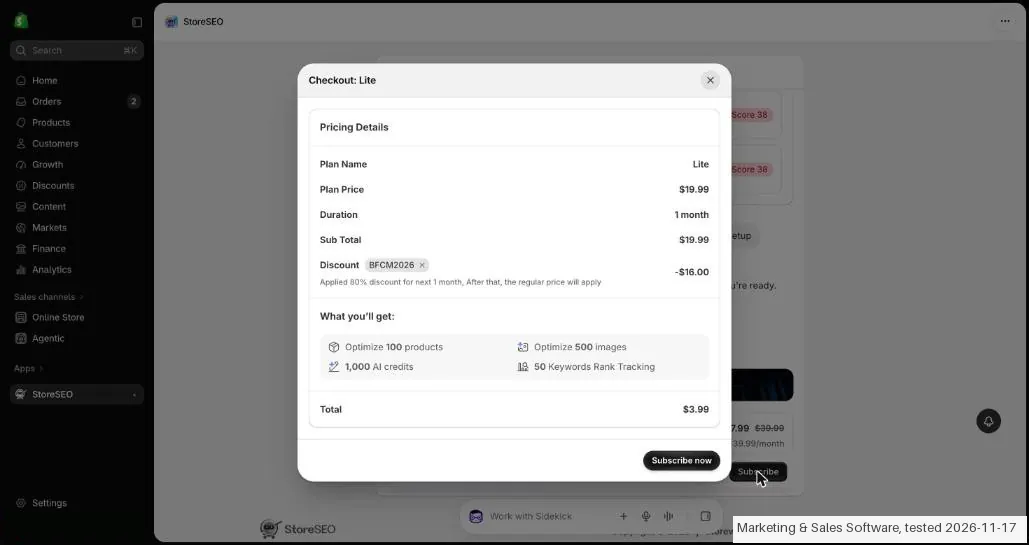 StoreSEO
Search ⌘K
Home
Orders 2
Products
Customers
Growth
Discounts
Content
Markets
Finance
Analytics
Sales channels
Online Store
Agentic
Apps
StoreSEO
Settings
Checkout: Lite
Pricing Details
Plan Name Lite
Plan Price $19.99
Duration 1 month
Sub Total $19.99
Discount BFCM2026 × -$16.00
Applied 80% discount for next 1 month, After that, the regular price will apply
What you'll get:
Optimize 100 products Optimize 500 images
1,000 AI credits 50 Keywords Rank Tracking
Total $3.99
Subscribe now
Score 38
Score 38
etup
u're ready.
7.99 $39.99
39.99/month
Subscribe
StoreSEO
Work with Sidekick
Marketing & Sales Software, tested 2026-11-17